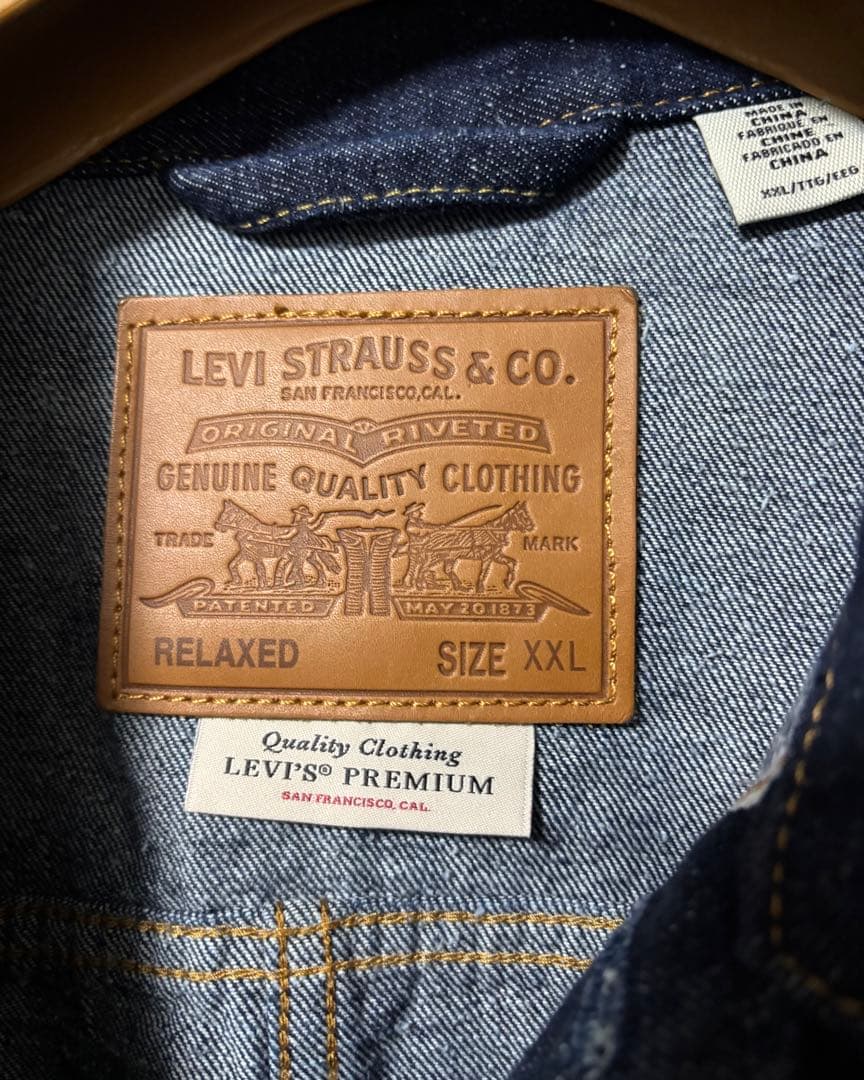 MADE IN
CHINA
FABRIQUE EN
CHINE
FABRICADO EN
CHINA
XXL/TTG/EEG
LEVI STRAUSS & CO.
SAN FRANCISCO, CAL.
ORIGINAL RIVETED
GENUINE QUALITY CLOTHING
TRADE MARK
PATENTED MAY 20 1873
RELAXED SIZE XXL
Quality Clothing
LEVI'S® PREMIUM
SAN FRANCISCO, CAL.